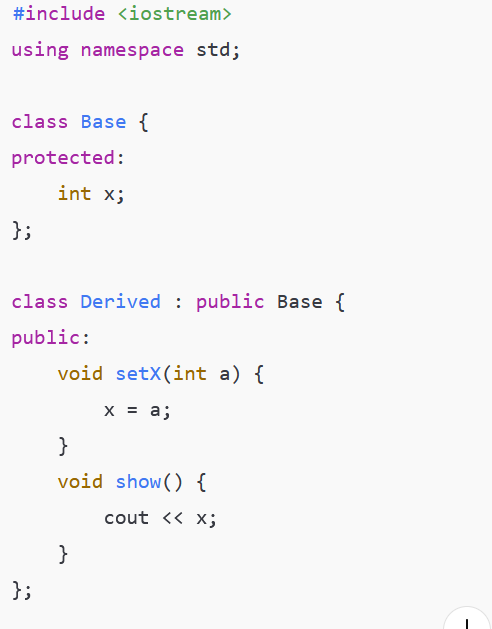 #include <iostream>
using namespace std;

class Base {
protected:
    int x;
};

class Derived : public Base {
public:
    void setX(int a) {
        x = a;
    }
    void show() {
        cout << x;
    }
};